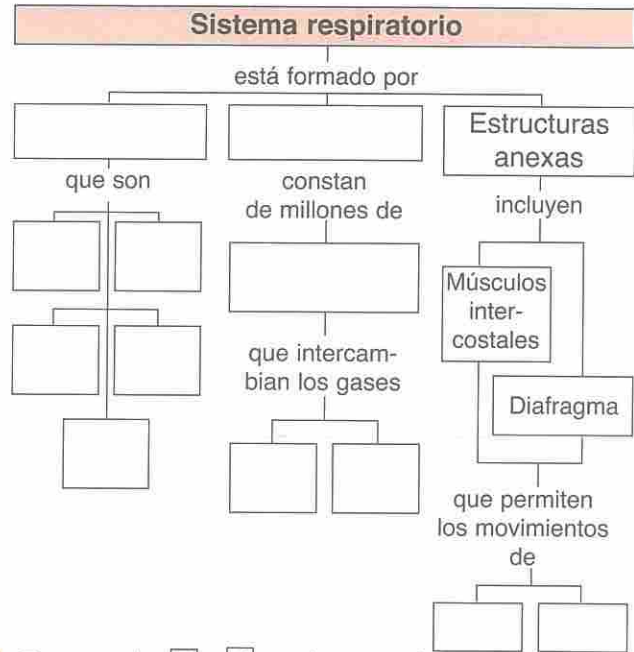 Sistema respiratorio
está formado por
Estructuras
anexas
que son
constan
de millones de
incluyen
Músculos
inter-
costales
que intercam-
bian los gases
Diafragma
que permiten
los movimientos
de